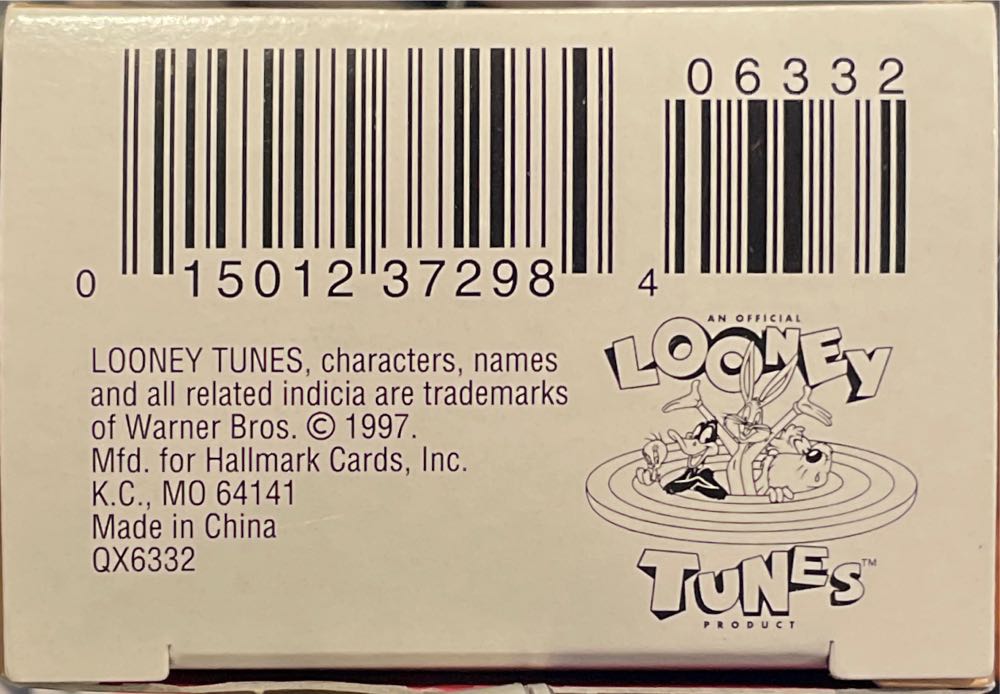 06332
0 15012 37298 4
LOONEY TUNES, characters, names
and all related indicia are trademarks
of Warner Bros. © 1997.
Mfd. for Hallmark Cards, Inc.
K.C., MO 64141
Made in China
QX6332
AN OFFICIAL
LOONEY
TUNES™
PRODUCT